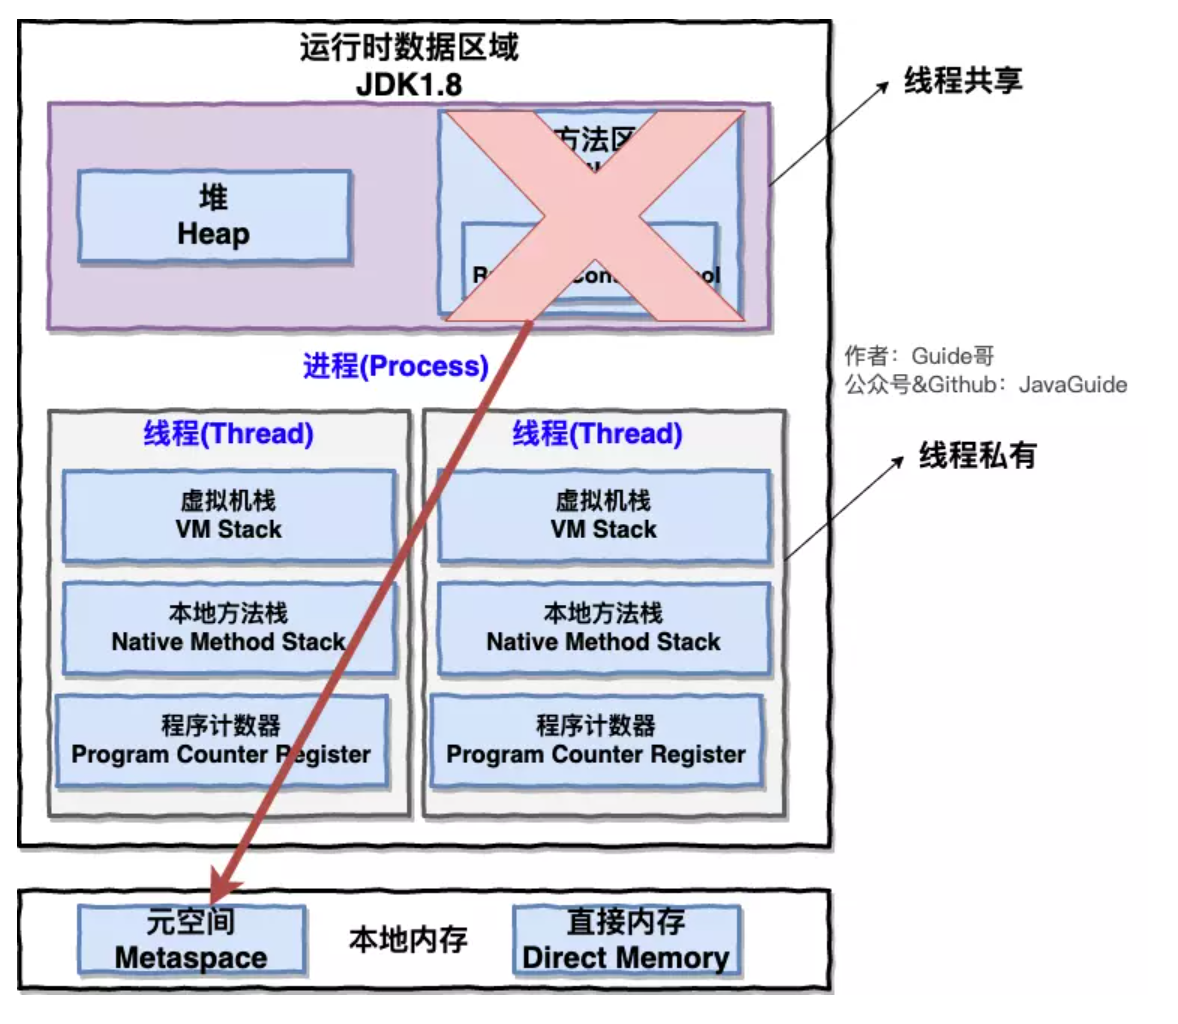 运行时数据区域
JDK1.8
线程共享
方法区
堆
Heap
进程(Process)
作者：Guide哥
公众号&Github：JavaGuide
线程(Thread)
线程(Thread)
线程私有
虚拟机栈
VM Stack
虚拟机栈
VM Stack
本地方法栈
Native Method Stack
本地方法栈
Native Method Stack
程序计数器
Program Counter Register
程序计数器
Program Counter Register
元空间
Metaspace
本地内存
直接内存
Direct Memory